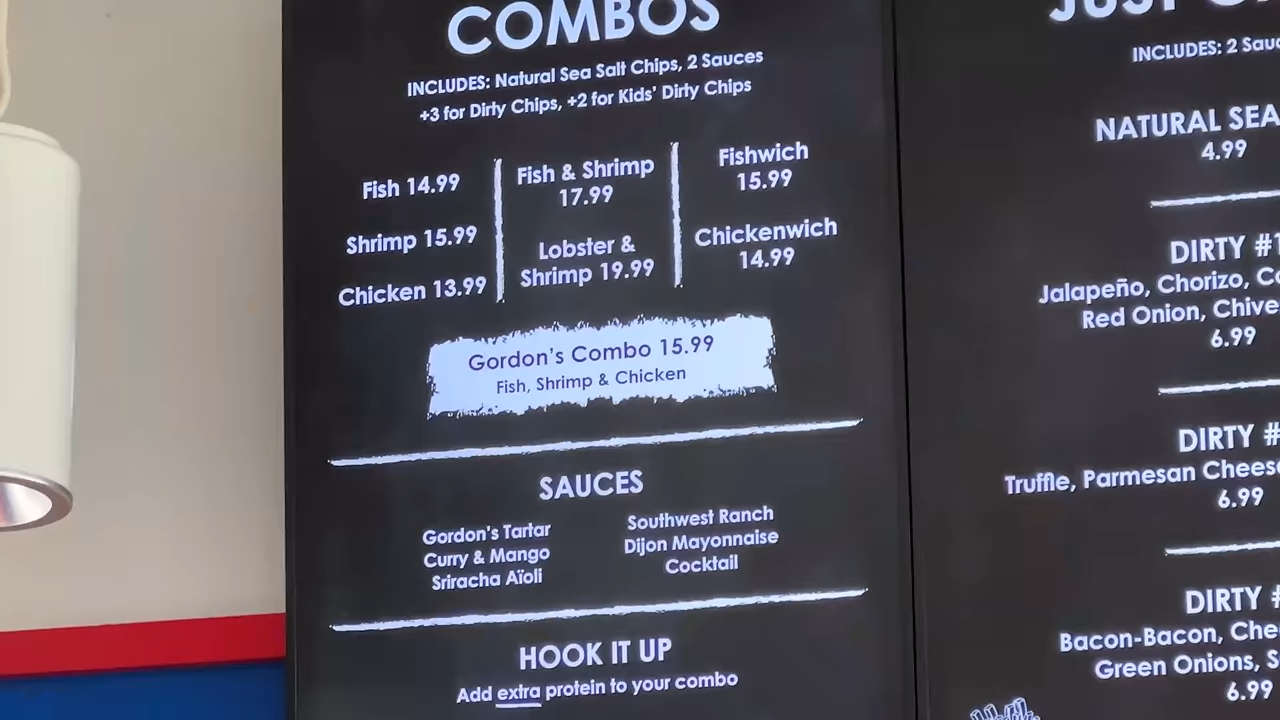 COMBOS
INCLUDES: Natural Sea Salt Chips, 2 Sauces
+3 for Dirty Chips, +2 for Kids' Dirty Chips
Fish 14.99
Shrimp 15.99
Chicken 13.99
Fish & Shrimp
17.99
Lobster &
Shrimp 19.99
Fishwich
15.99
Chickenwich
14.99
Gordon's Combo 15.99
Fish, Shrimp & Chicken
SAUCES
Gordon's Tartar
Curry & Mango
Sriracha Aïoli
Southwest Ranch
Dijon Mayonnaise
Cocktail
HOOK IT UP
Add extra protein to your combo
JUST
INCLUDES: 2
NATURAL SEA
4.99
DIRTY #1
Jalapeño, Chorizo,
Red Onion,
6.99
DIRTY #
Truffle, Parmesan
6.99
DIRTY #
Bacon-Bacon,
Green Onions,
6.99